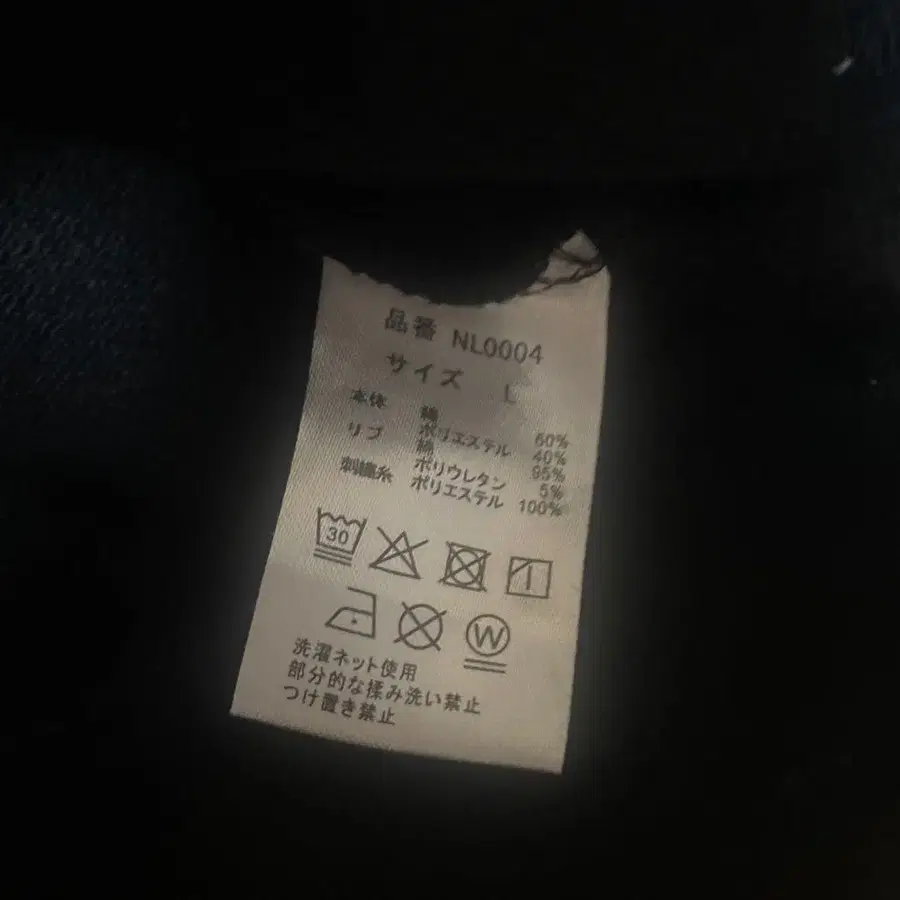 品番 NL0004
サイズ L
本体 綿 60%
ポリエステル 40%
リブ 綿 95%
ポリウレタン 5%
刺繍糸 ポリエステル 100%
30
W
洗濯ネット使用
部分的な揉み洗い禁止
つけ置き禁止